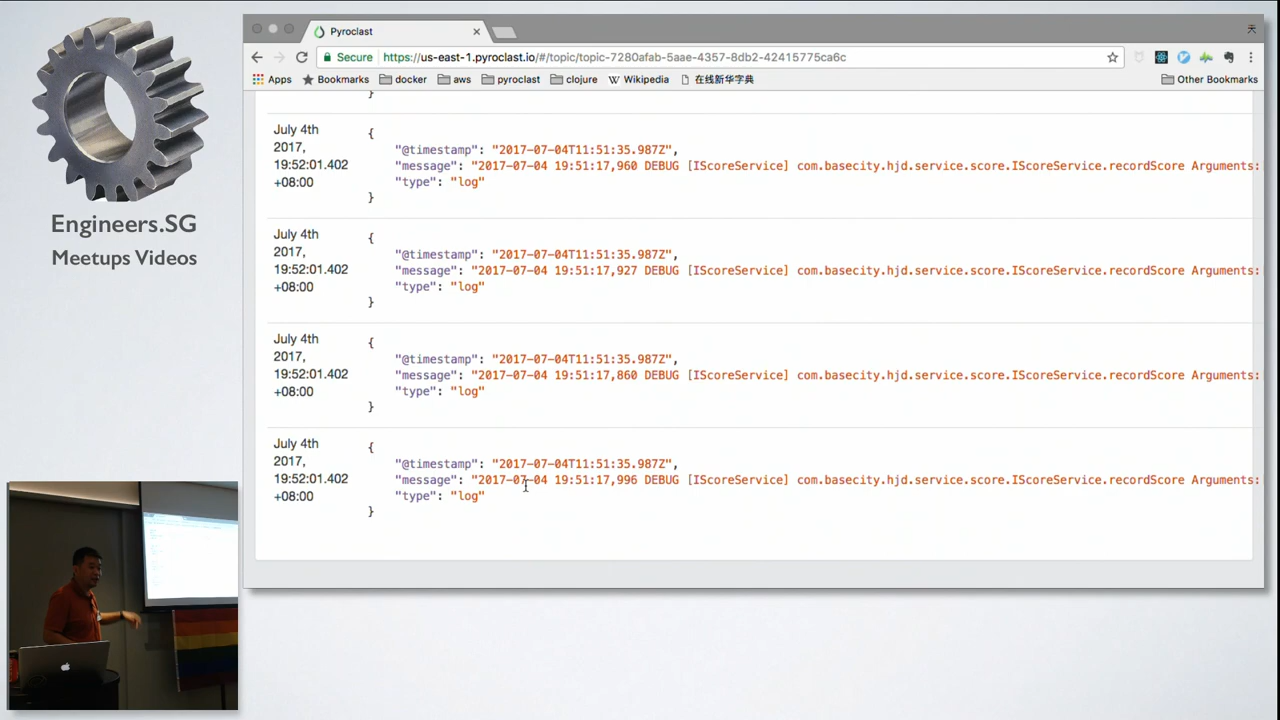 Pyroclast
Secure https://us-east-1.pyroclast.io/#/topic/topic-7280afab-5aae-4357-8db2-42415775ca6c
Apps Bookmarks docker aws pyroclast clojure Wikipedia 在线新华字典 Other Bookmarks
}
July 4th
2017,
19:52:01.402
+08:00
{
"@timestamp": "2017-07-04T11:51:35.987Z",
"message": "2017-07-04 19:51:17,960 DEBUG [IScoreService] com.basecity.hjd.service.score.IScoreService.recordScore Arguments:
"type": "log"
}
July 4th
2017,
19:52:01.402
+08:00
{
"@timestamp": "2017-07-04T11:51:35.987Z",
"message": "2017-07-04 19:51:17,927 DEBUG [IScoreService] com.basecity.hjd.service.score.IScoreService.recordScore Arguments:
"type": "log"
}
July 4th
2017,
19:52:01.402
+08:00
{
"@timestamp": "2017-07-04T11:51:35.987Z",
"message": "2017-07-04 19:51:17,860 DEBUG [IScoreService] com.basecity.hjd.service.score.IScoreService.recordScore Arguments:
"type": "log"
}
July 4th
2017,
19:52:01.402
+08:00
{
"@timestamp": "2017-07-04T11:51:35.987Z",
"message": "2017-07-04 19:51:17,996 DEBUG [IScoreService] com.basecity.hjd.service.score.IScoreService.recordScore Arguments:
"type": "log"
}
Engineers.SG
Meetups Videos